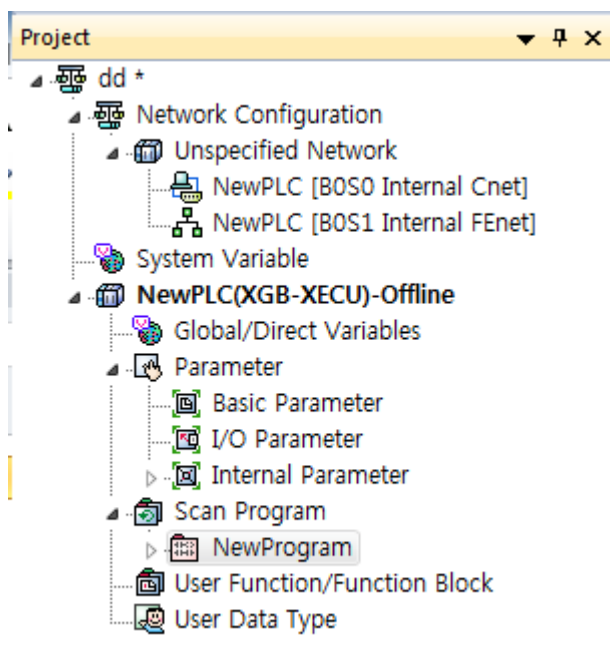 Project
dd *
Network Configuration
Unspecified Network
NewPLC [B0S0 Internal Cnet]
NewPLC [B0S1 Internal FEnet]
System Variable
NewPLC(XGB-XECU)-Offline
Global/Direct Variables
Parameter
Basic Parameter
I/O Parameter
Internal Parameter
Scan Program
NewProgram
User Function/Function Block
User Data Type